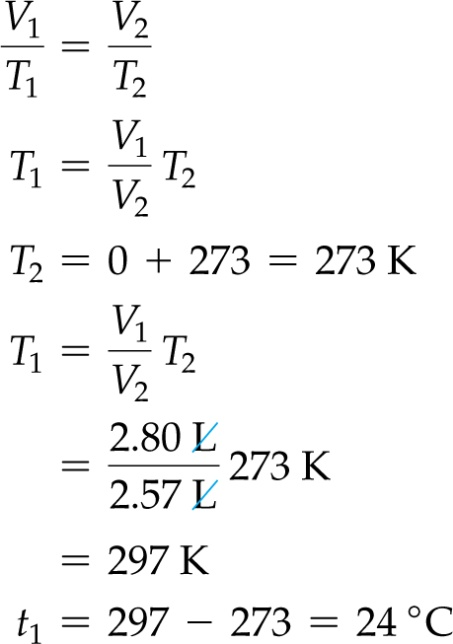 V₁/T₁ = V₂/T₂
T₁ = V₁/V₂ T₂
T₂ = 0 + 273 = 273 K
T₁ = V₁/V₂ T₂
= 2.80 L/2.57 L 273 K
= 297 K
t₁ = 297 − 273 = 24 °C